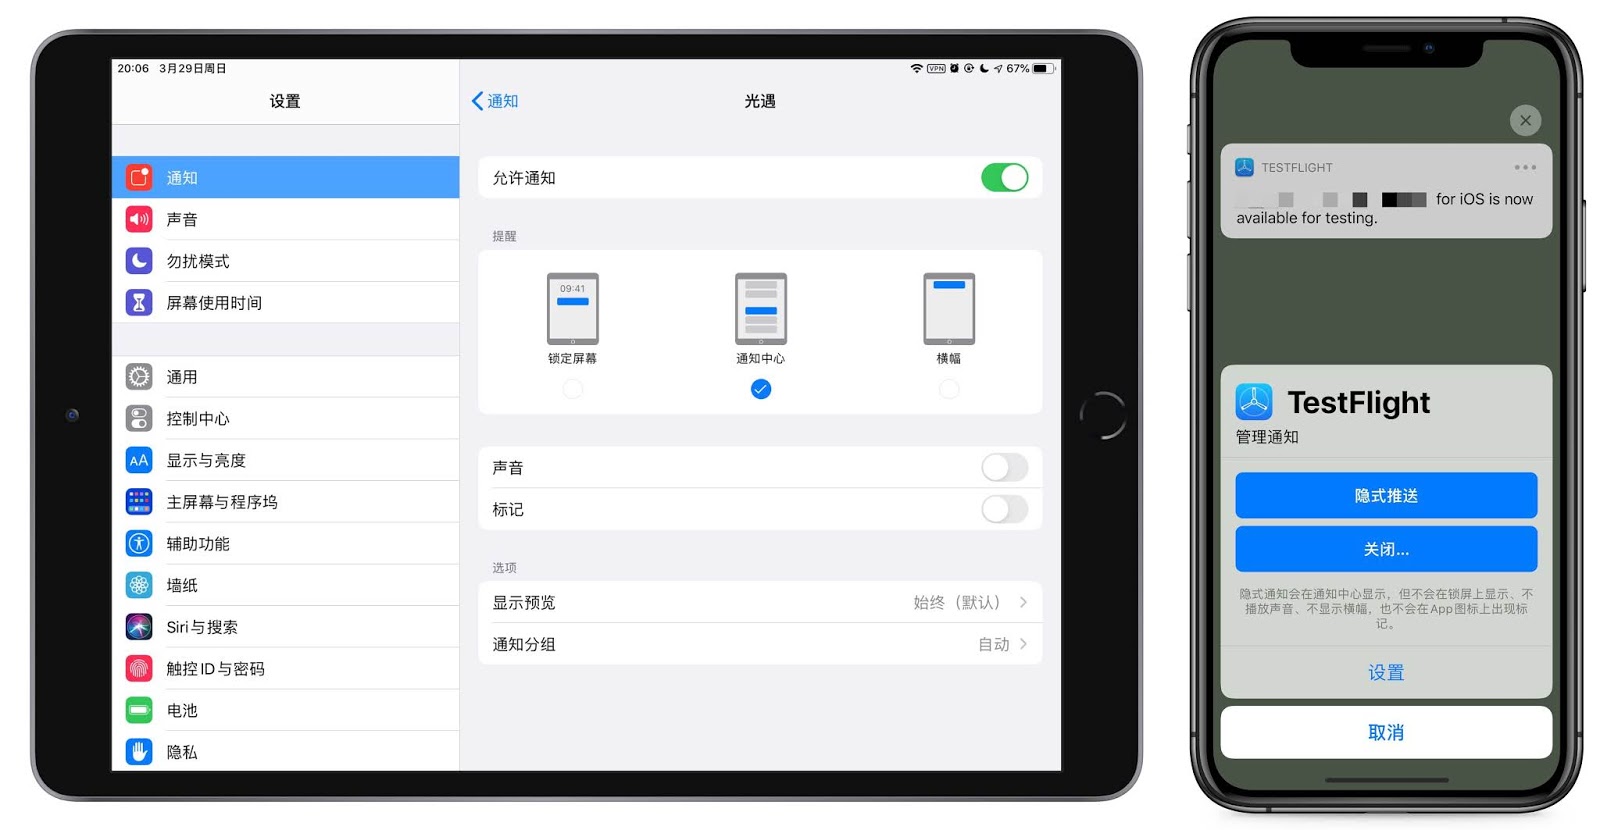 20:06 3月29日周日
VPN 67%
设置
通知
光遇
通知
声音
勿扰模式
屏幕使用时间
通用
控制中心
AA 显示与亮度
主屏幕与程序坞
辅助功能
墙纸
Siri与搜索
触控ID与密码
电池
隐私
允许通知
提醒
09:41
锁定屏幕
通知中心
横幅
声音
标记
选项
显示预览 始终（默认）
通知分组 自动
TESTFLIGHT
for iOS is now
available for testing.
TestFlight
管理通知
隐式推送
关闭...
隐式通知会在通知中心显示，但不会在锁屏上显示、不
播放声音、不显示横幅，也不会在App图标上出现标
记。
设置
取消